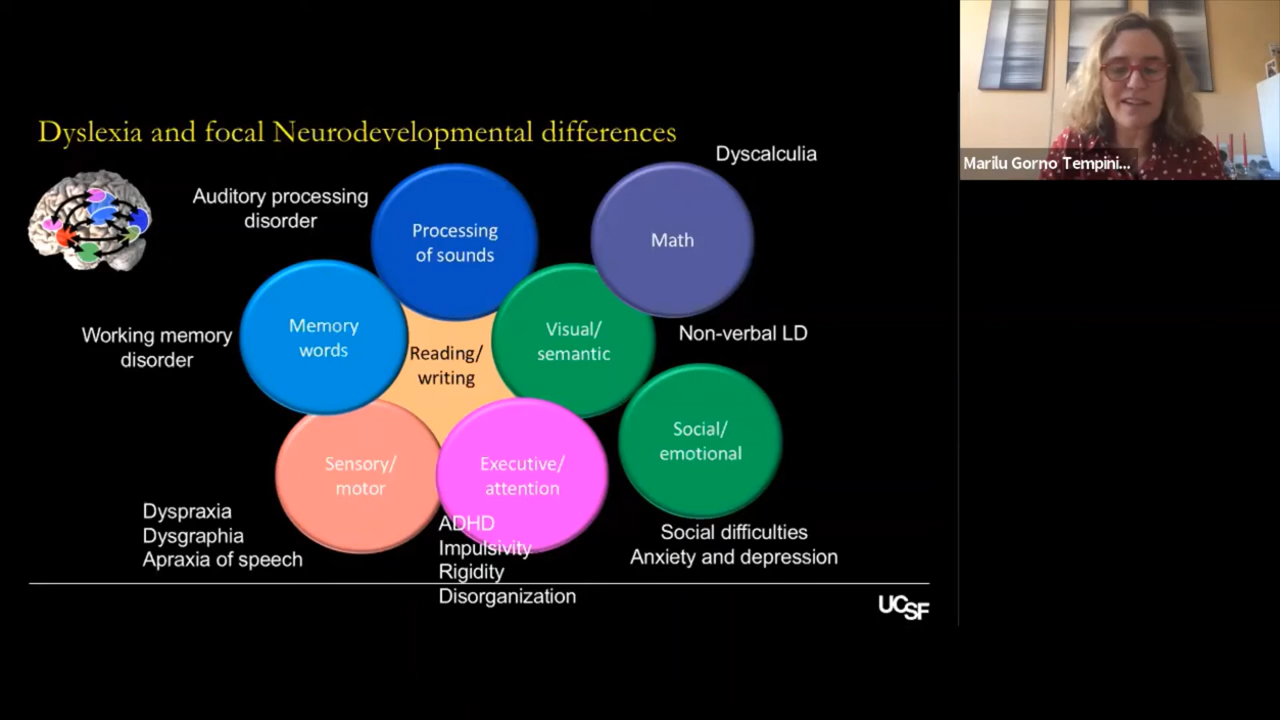 Marilu Gorno Tempini...
Dyslexia and focal Neurodevelopmental differences
Dyscalculia
Auditory processing
disorder
Processing
of sounds
Math
Memory
words
Visual/
semantic
Working memory
disorder
Reading/
writing
Non-verbal LD
Social/
emotional
Sensory/
motor
Executive/
attention
Dyspraxia
Dysgraphia
Apraxia of speech
ADHD
Impulsivity
Rigidity
Disorganization
Social difficulties
Anxiety and depression
UCSF